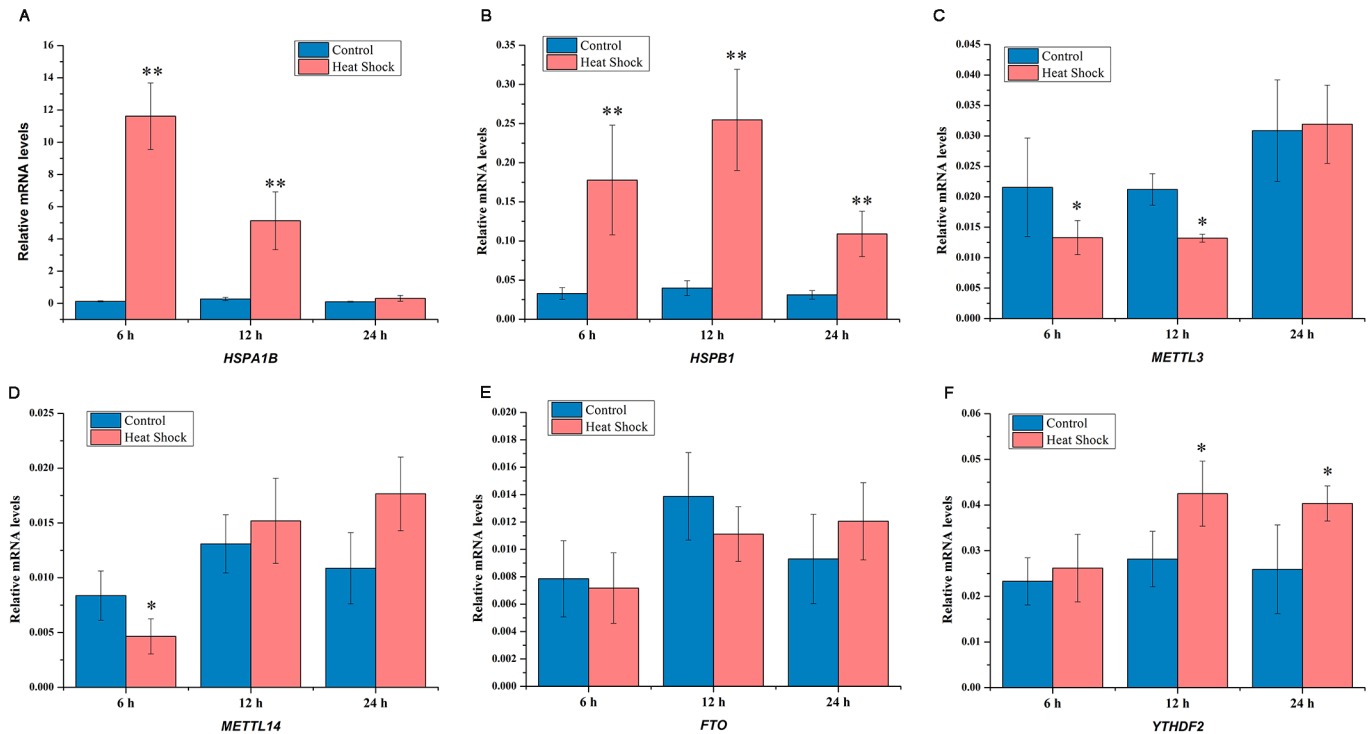 A
Relative mRNA levels
16
14
12
10
8
6
4
2
0
Control
Heat Shock
**
**
6 h 12 h 24 h
HSPA1B
B
Relative mRNA levels
0.35
0.30
0.25
0.20
0.15
0.10
0.05
0.00
Control
Heat Shock
**
**
**
6 h 12 h 24 h
HSPB1
C
Relative mRNA levels
0.045
0.040
0.035
0.030
0.025
0.020
0.015
0.010
0.005
0.000
Control
Heat Shock
*
*
6 h 12 h 24 h
METTL3
D
Relative mRNA levels
0.025
0.020
0.015
0.010
0.005
0.000
Control
Heat Shock
*
6 h 12 h 24 h
METTL14
E
Relative mRNA levels
0.020
0.018
0.016
0.014
0.012
0.010
0.008
0.006
0.004
0.002
0.000
Control
Heat Shock
6 h 12 h 24 h
FTO
F
Relative mRNA levels
0.06
0.05
0.04
0.03
0.02
0.01
0.00
Control
Heat Shock
*
*
6 h 12 h 24 h
YTHDF2